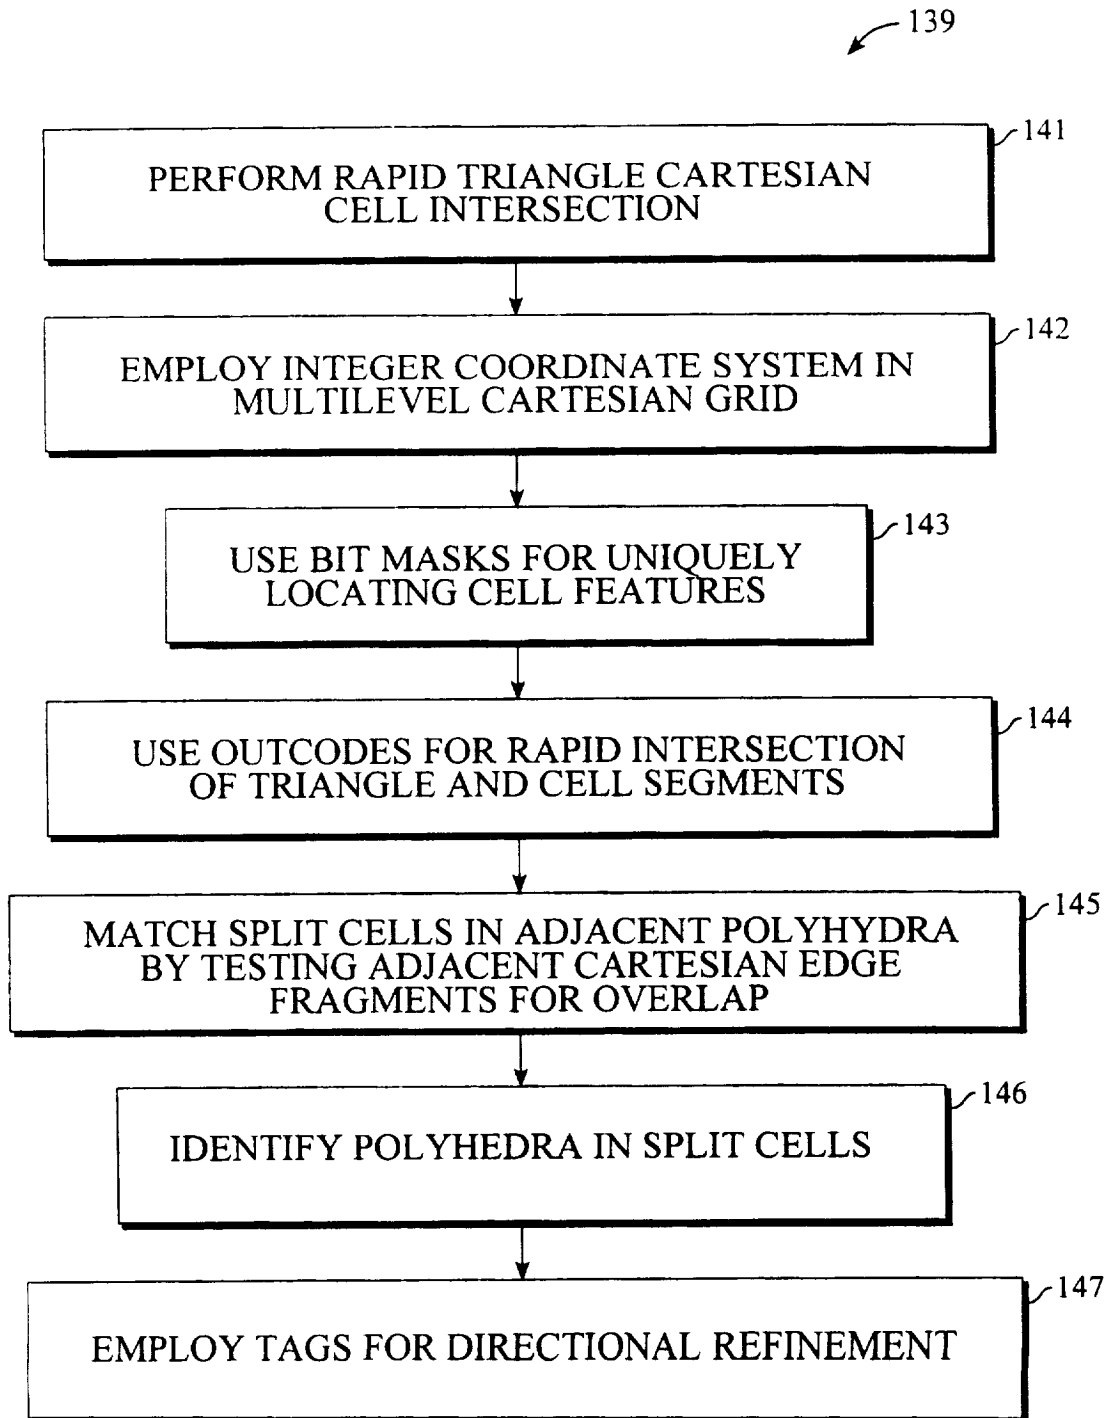 139
141
PERFORM RAPID TRIANGLE CARTESIAN
CELL INTERSECTION
142
EMPLOY INTEGER COORDINATE SYSTEM IN
MULTILEVEL CARTESIAN GRID
143
USE BIT MASKS FOR UNIQUELY
LOCATING CELL FEATURES
144
USE OUTCODES FOR RAPID INTERSECTION
OF TRIANGLE AND CELL SEGMENTS
145
MATCH SPLIT CELLS IN ADJACENT POLYHYDRA
BY TESTING ADJACENT CARTESIAN EDGE
FRAGMENTS FOR OVERLAP
146
IDENTIFY POLYHEDRA IN SPLIT CELLS
147
EMPLOY TAGS FOR DIRECTIONAL REFINEMENT